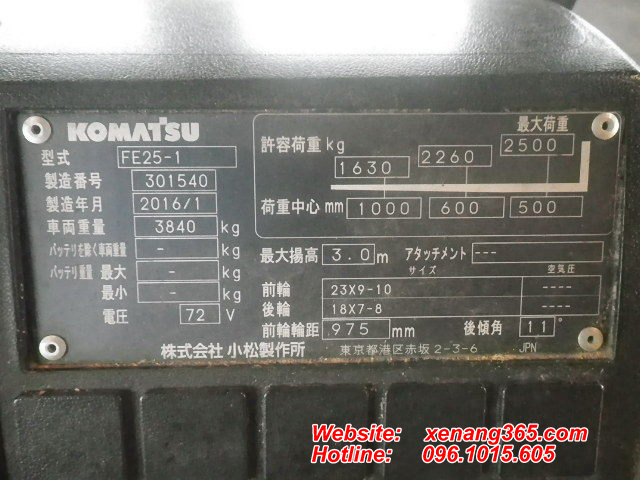 KOMATSU
型式 FE25-1
製造番号 301540
製造年月 2016/1
車両重量 3840 kg
バッテリを除く車両重量 - kg
バッテリ重量 最大 - kg
最小 - kg
電圧 72 V
最大荷重
許容荷重 kg 1630 2260 2500
荷重中心 mm 1000 600 500
最大揚高 3.0 m アタッチメント ---
サイズ 空気圧
前輪 23X9-10 ----
後輪 18X7-8 ----
前輪輪距 975 mm 後傾角 11°
株式会社 小松製作所 東京都港区赤坂 2-3-6 JPN
Website: xenang365.com
Hotline: 096.1015.605